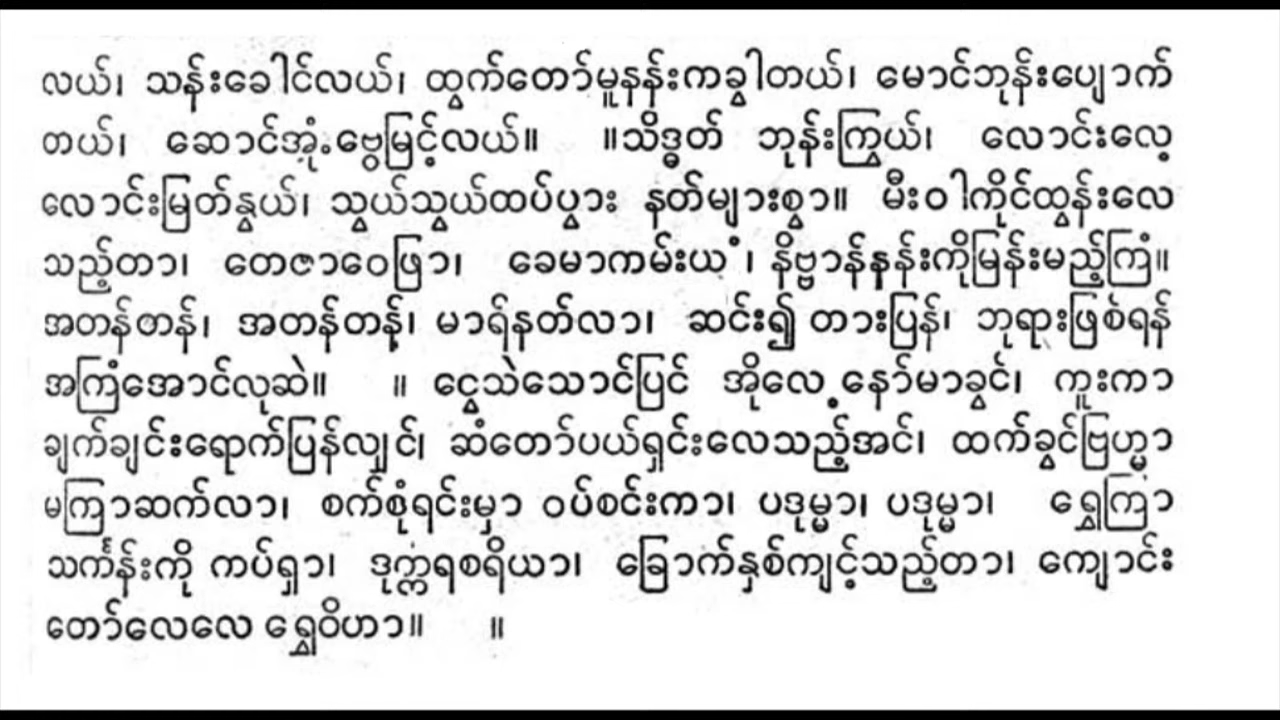 လယ်၊ သန်းခေါင်လယ်၊ ထွက်တော်မူနန်းကခွါတယ်၊ မောင်ဘုန်းပျောက်
တယ်၊ ဆောင်အုံ့ဗွေမြင့်လယ်။ ။သိဒ္ဓတ် ဘုန်းကြွယ်၊ လောင်းလေ့
လောင်းမြတ်နွယ်၊ သွယ်သွယ်ထပ်ပွား နတ်များစွာ။ မီးဝါကိုင်ထွန်းလေ
သည့်တာ၊ တေဇာဝေဖြာ၊ ခေမာကမ်းယံ၊ နိဗ္ဗာန်နန်းကိုမြန်းမည့်ကြံ။
အတန်တန်၊ အတန်တန့်၊ မာရ်နတ်လာ၊ ဆင်း၍ တားပြန်၊ ဘုရားဖြစ်ရန်
အကြံအောင်လုဆဲ။ ။ ငွေသဲသောင်ပြင် အိုလေ့ နော်မာခွင်၊ ကူးကာ
ချက်ချင်းရောက်ပြန်လျှင်၊ ဆံတော်ပယ်ရှင်းလေသည့်အင်၊ ထက်ခွင်ဗြဟ္မာ
မကြာဆက်လာ၊ စက်စုံရင်းမှာ ဝပ်စင်းကာ၊ ပဒုမ္မာ၊ ပဒုမ္မာ၊ ရွှေကြာ
သင်္ကန်းကို ကပ်ရှာ၊ ဒုက္ကရစရိယာ၊ ခြောက်နှစ်ကျင့်သည့်တာ၊ ကျောင်း
တော်လေလေ ရွှေဝိဟာ။ ။